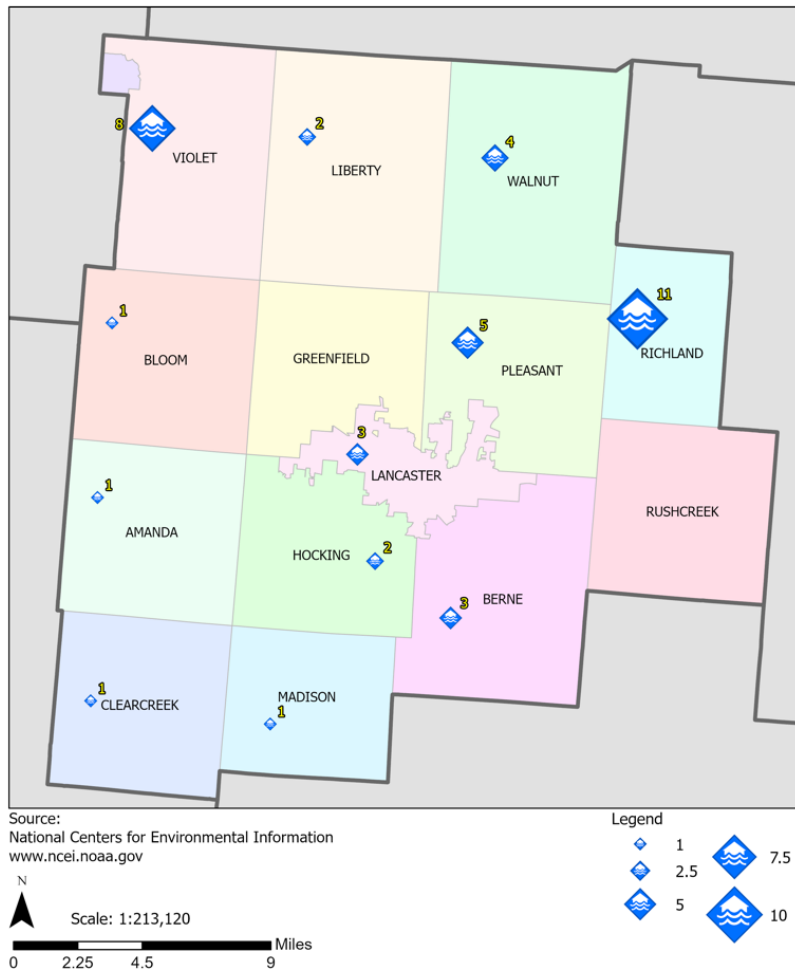 8
VIOLET
2
LIBERTY
4
WALNUT
11
RICHLAND
1
BLOOM
GREENFIELD
5
PLEASANT
3
LANCASTER
RUSHCREEK
1
AMANDA
HOCKING
2
BERNE
3
1
CLEARCREEK
MADISON
1
Source:
National Centers for Environmental Information
www.ncei.noaa.gov
N
Scale: 1:213,120
Miles
0 2.25 4.5 9
Legend
1
2.5
5
7.5
10